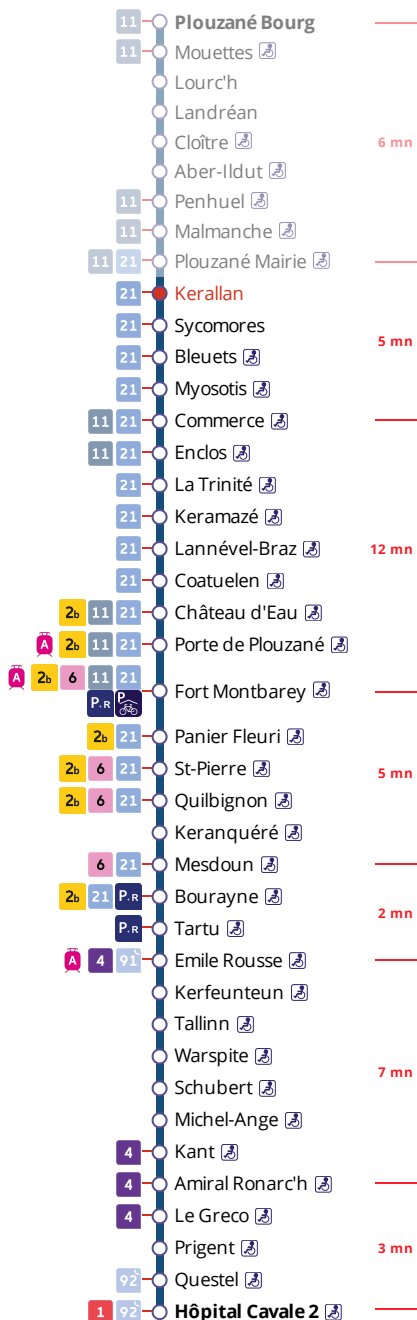 11 Plouzané Bourg
11 Mouettes
Lourc'h
Landréan
Cloître
6 mn
Aber-Ildut
11 Penhuel
11 Malmanche
11 21 Plouzané Mairie
21 Kerallan
21 Sycomores
5 mn
21 Bleuets
21 Myosotis
11 21 Commerce
11 21 Enclos
21 La Trinité
21 Keramazé
21 Lannével-Braz 12 mn
21 Coatuelen
2b 11 21 Château d'Eau
A 2b 11 21 Porte de Plouzané
A 2b 6 11 21
P+R P Fort Montbarey
2b 21 Panier Fleuri
2b 6 21 St-Pierre 5 mn
2b 6 21 Quilbignon
Keranquéré
6 21 Mesdoun
2b 21 P+R Bourayne
2 mn
P+R Tartu
A 4 91 Emile Rousse
Kerfeunteun
Tallinn
Warspite
7 mn
Schubert
Michel-Ange
4 Kant
4 Amiral Ronarc'h
4 Le Greco
Prigent 3 mn
92 Questel
1 92 Hôpital Cavale 2